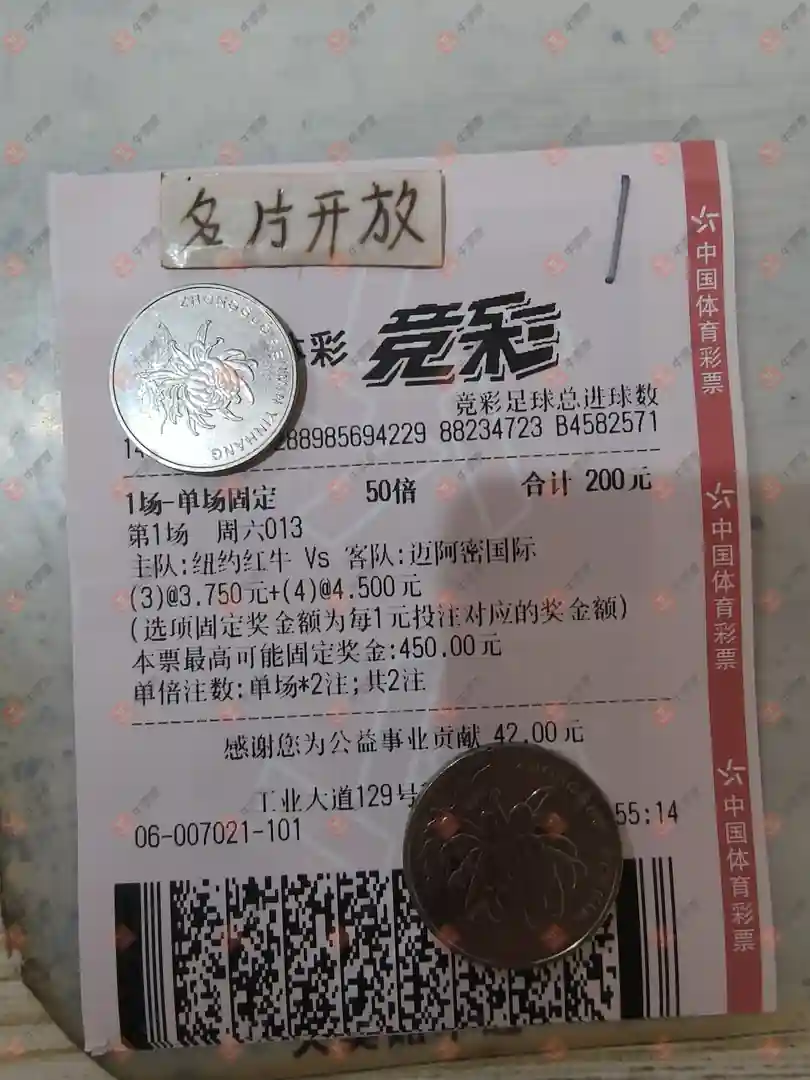 名片开放
1
彩 竞彩
竞彩足球总进球数
288985694229 88234723 B4582571
1场-单场固定 50倍 合计 200元
第1场 周六013
主队:纽约红牛 Vs 客队:迈阿密国际
(3)@3.750元+(4)@4.500元
(选项固定奖金额为每1元投注对应的奖金额)
本票最高可能固定奖金:450.00元
单倍注数:单场*2注;共2注
感谢您为公益事业贡献 42.00元
工业大道129号
06-007021-101 55:14
中国体育彩票
中国体育彩票
中国体育彩票